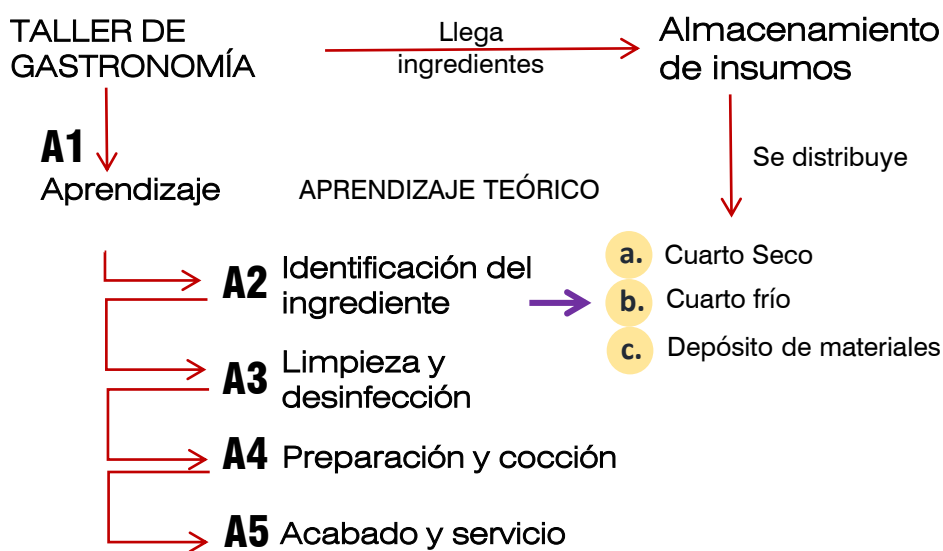 TALLER DE
GASTRONOMÍA
Llega
ingredientes
Almacenamiento
de insumos
A1
Aprendizaje
APRENDIZAJE TEÓRICO
Se distribuye
A2 Identificación del
ingrediente
a. Cuarto Seco
b. Cuarto frío
c. Depósito de materiales
A3 Limpieza y
desinfección
A4 Preparación y cocción
A5 Acabado y servicio